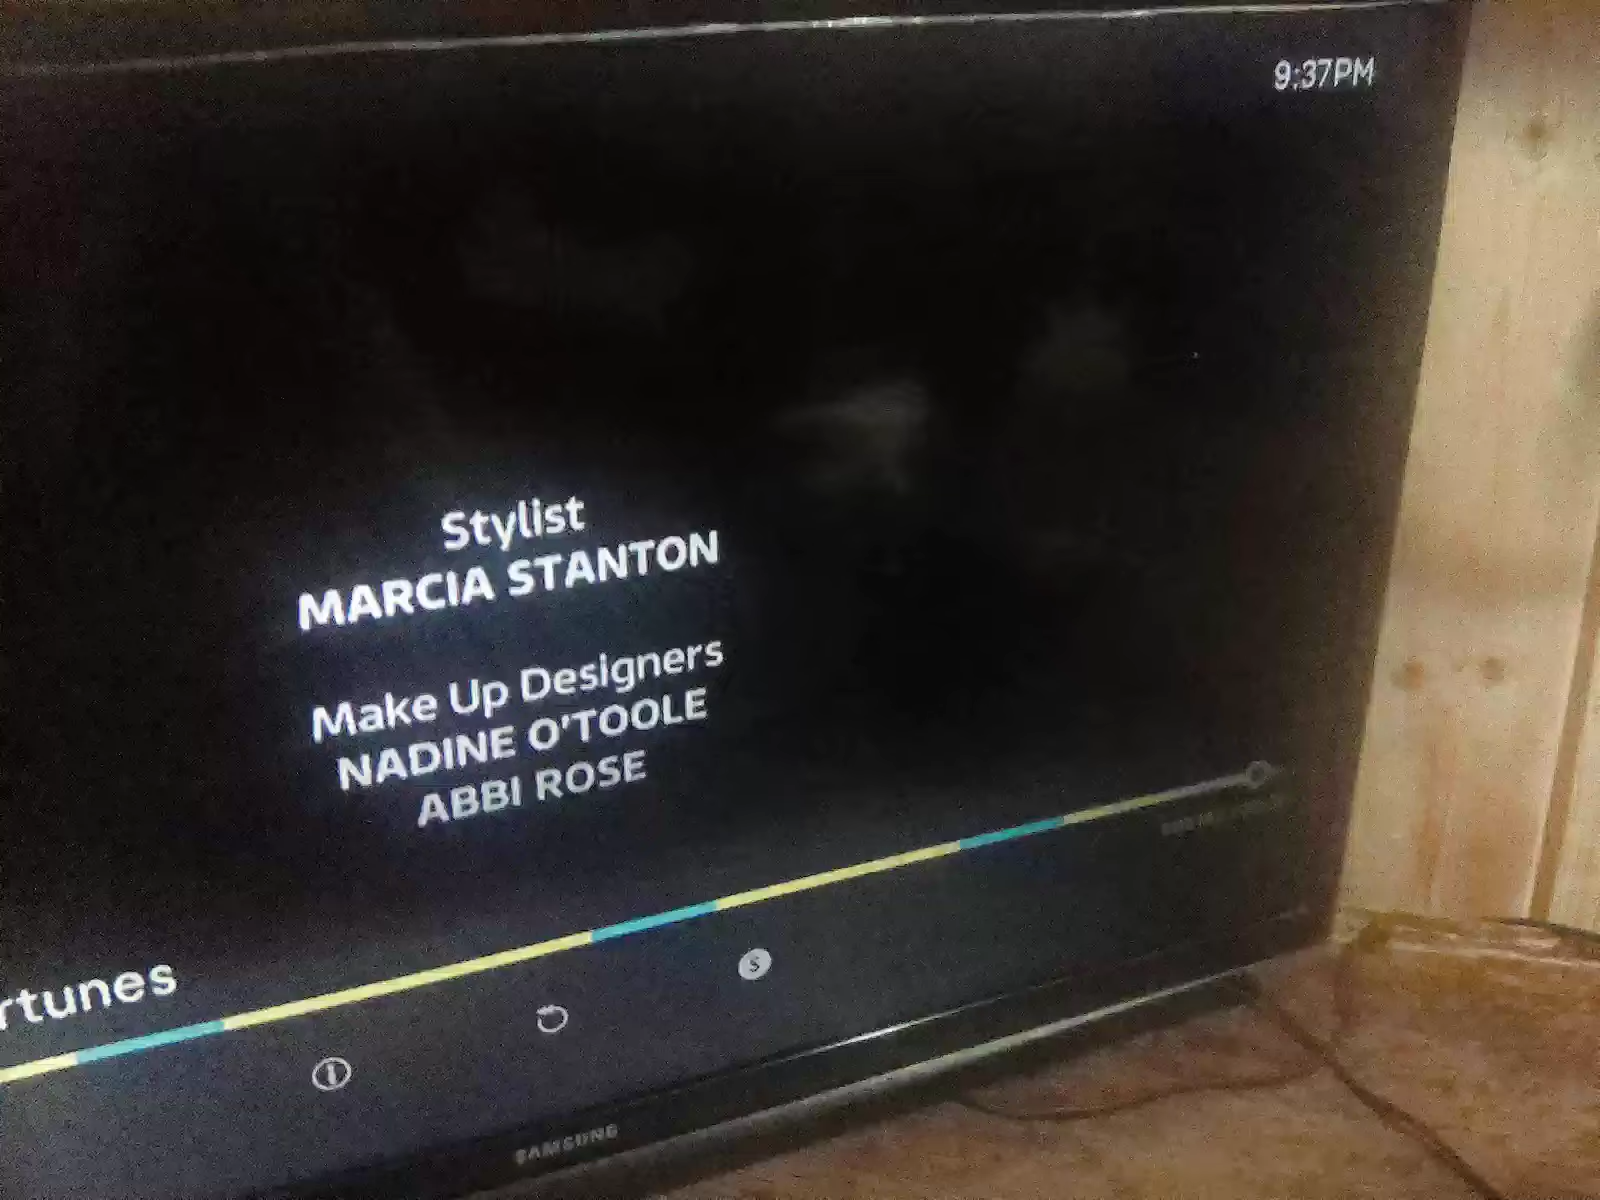 9:37PM
Stylist
MARCIA STANTON
Make Up Designers
NADINE O'TOOLE
ABBI ROSE
rtunes
S
SAMSUNG